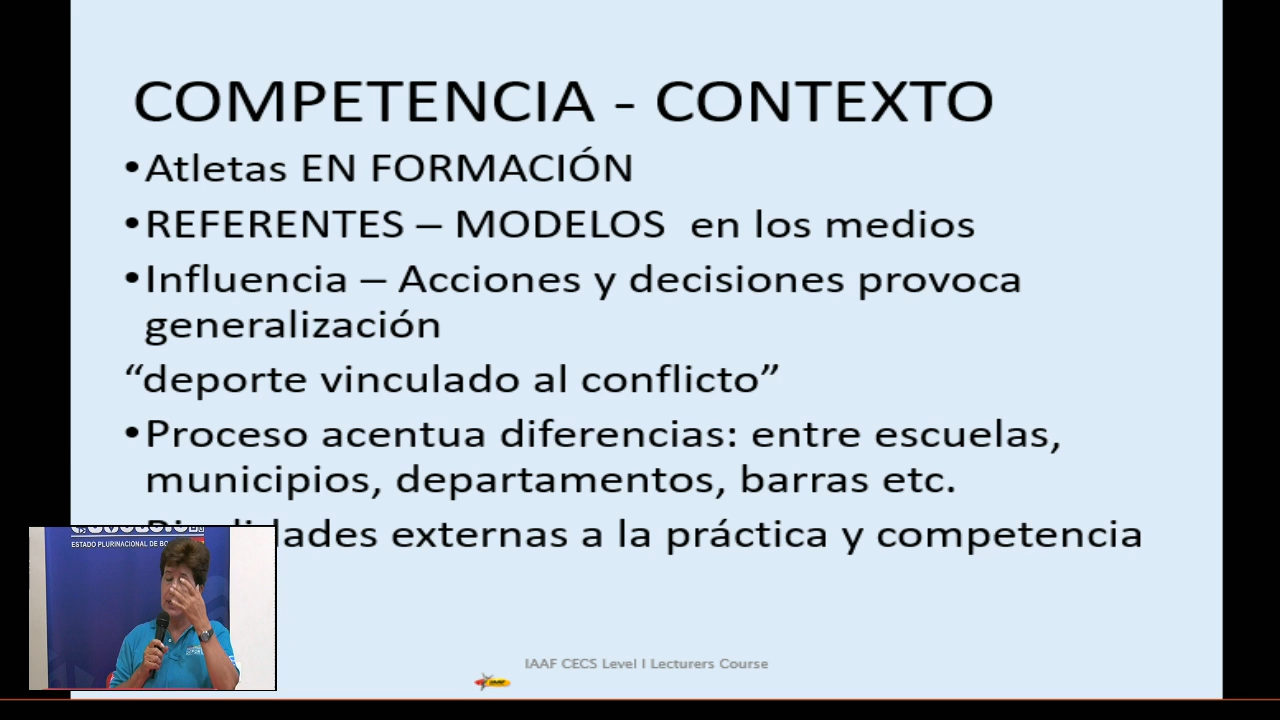 COMPETENCIA - CONTEXTO
•Atletas EN FORMACIÓN
•REFERENTES – MODELOS en los medios
•Influencia – Acciones y decisiones provoca
generalización
“deporte vinculado al conflicto”
•Proceso acentua diferencias: entre escuelas,
municipios, departamentos, barras etc.
externas a la práctica y competencia
ESTADO PLURINACIONAL DE BO
IAAF CECS Level I Lecturers Course